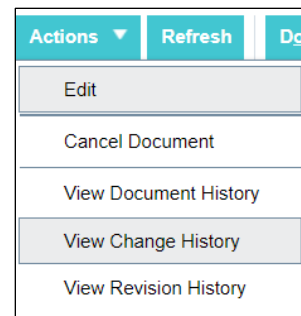 Actions ▼ Refresh
Edit
Cancel Document
View Document History
View Change History
View Revision History